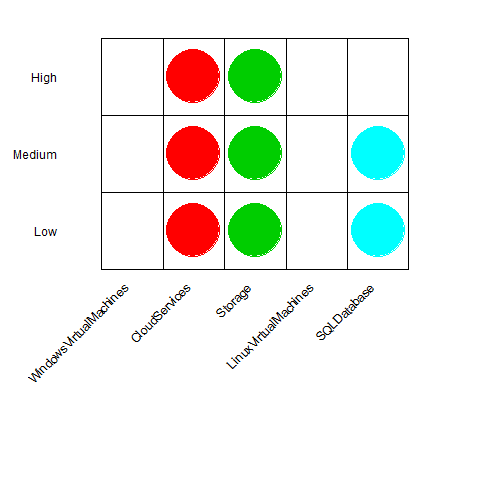 High
Medium
Low
WindowsVirtualMachines
CloudServices
Storage
LinuxVirtualMachines
SQLDatabase